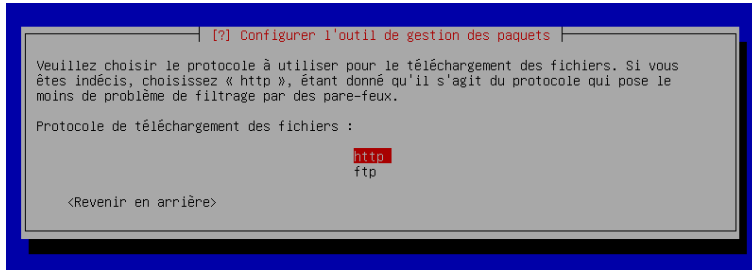 [?] Configurer l'outil de gestion des paquets
Veuillez choisir le protocole à utiliser pour le téléchargement des fichiers. Si vous
êtes indécis, choisissez « http », étant donné qu'il s'agit du protocole qui pose le
moins de problème de filtrage par des pare-feux.
Protocole de téléchargement des fichiers :
http
ftp
<Revenir en arrière>